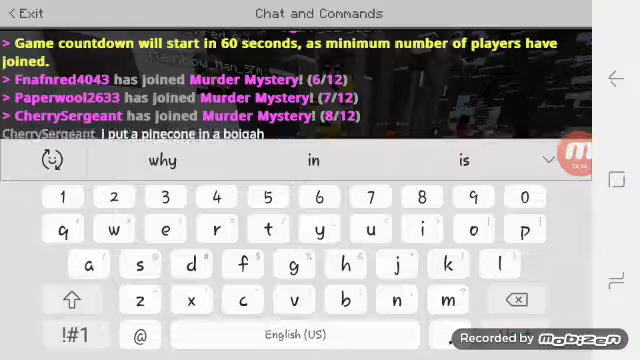 Exit Chat and Commands
> Game countdown will start in 60 seconds, as minimum number of players have
joined.
> Fnafnred4043 has joined Murder Mystery! (6/12)
> Paperwool2633 has joined Murder Mystery! (7/12)
> CherrySergeant has joined Murder Mystery! (8/12)
CherrySergeant i put a pinecone in a boigah
why in is
1 2 3 4 5 6 7 8 9 0
q w e r t y u i o p
a s d f g h j k l
z x c v b n m
!#1 @ English (US) .
Recorded by MOBIZEN